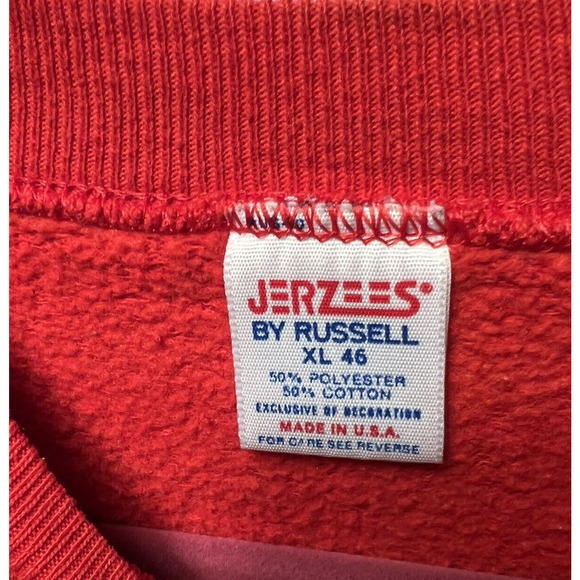 JERZEES
BY RUSSELL
XL 46
50% POLYESTER
50% COTTON
EXCLUSIVE OF DECORATION
MADE IN U.S.A.
FOR CARE SEE REVERSE